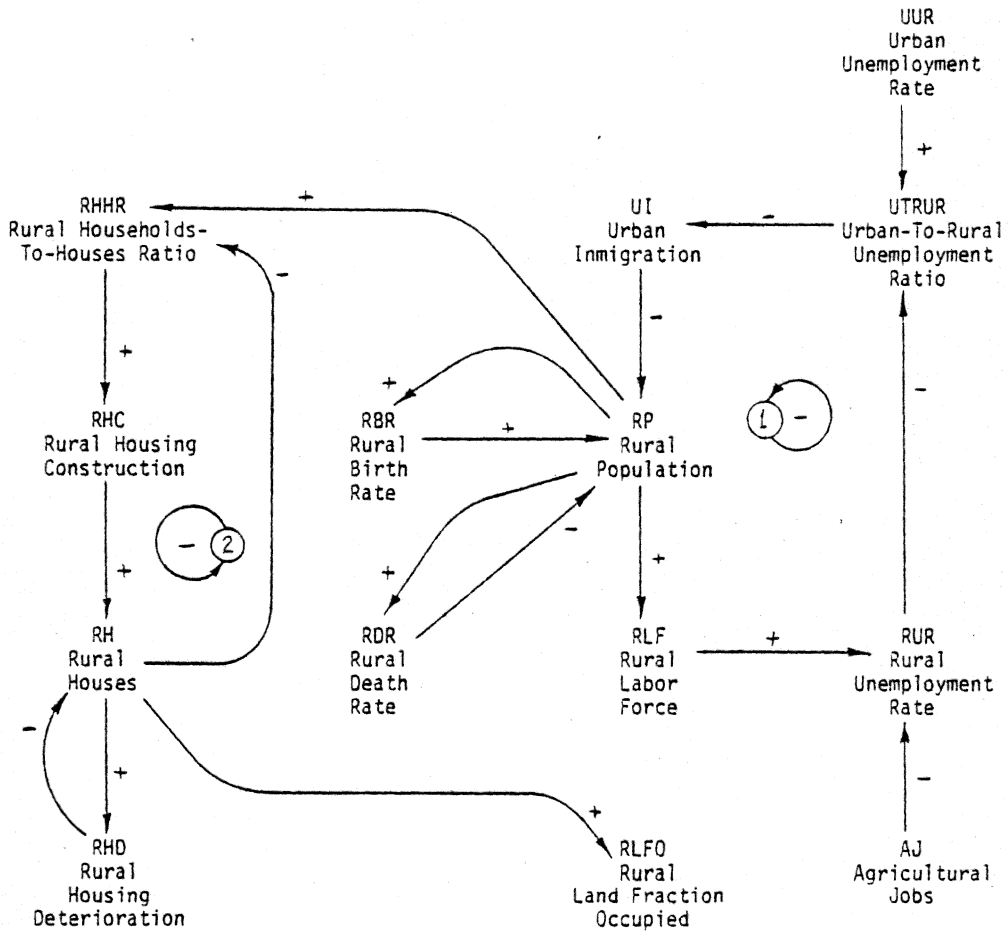 UUR
Urban
Unemployment
Rate
+
RHHR
Rural Households-
To-Houses Ratio
+
UI
Urban
Inmigration
-
UTRUR
Urban-To-Rural
Unemployment
Ratio
-
-
+
+
-
RHC
Rural Housing
Construction
RBR
Rural
Birth
Rate
+
RP
Rural
Population
1
-
-
2
-
+
+
+
RH
Rural
Houses
RDR
Rural
Death
Rate
RLF
Rural
Labor
Force
+
RUR
Rural
Unemployment
Rate
-
+
-
+
RHD
Rural
Housing
Deterioration
RLFO
Rural
Land Fraction
Occupied
AJ
Agricultural
Jobs